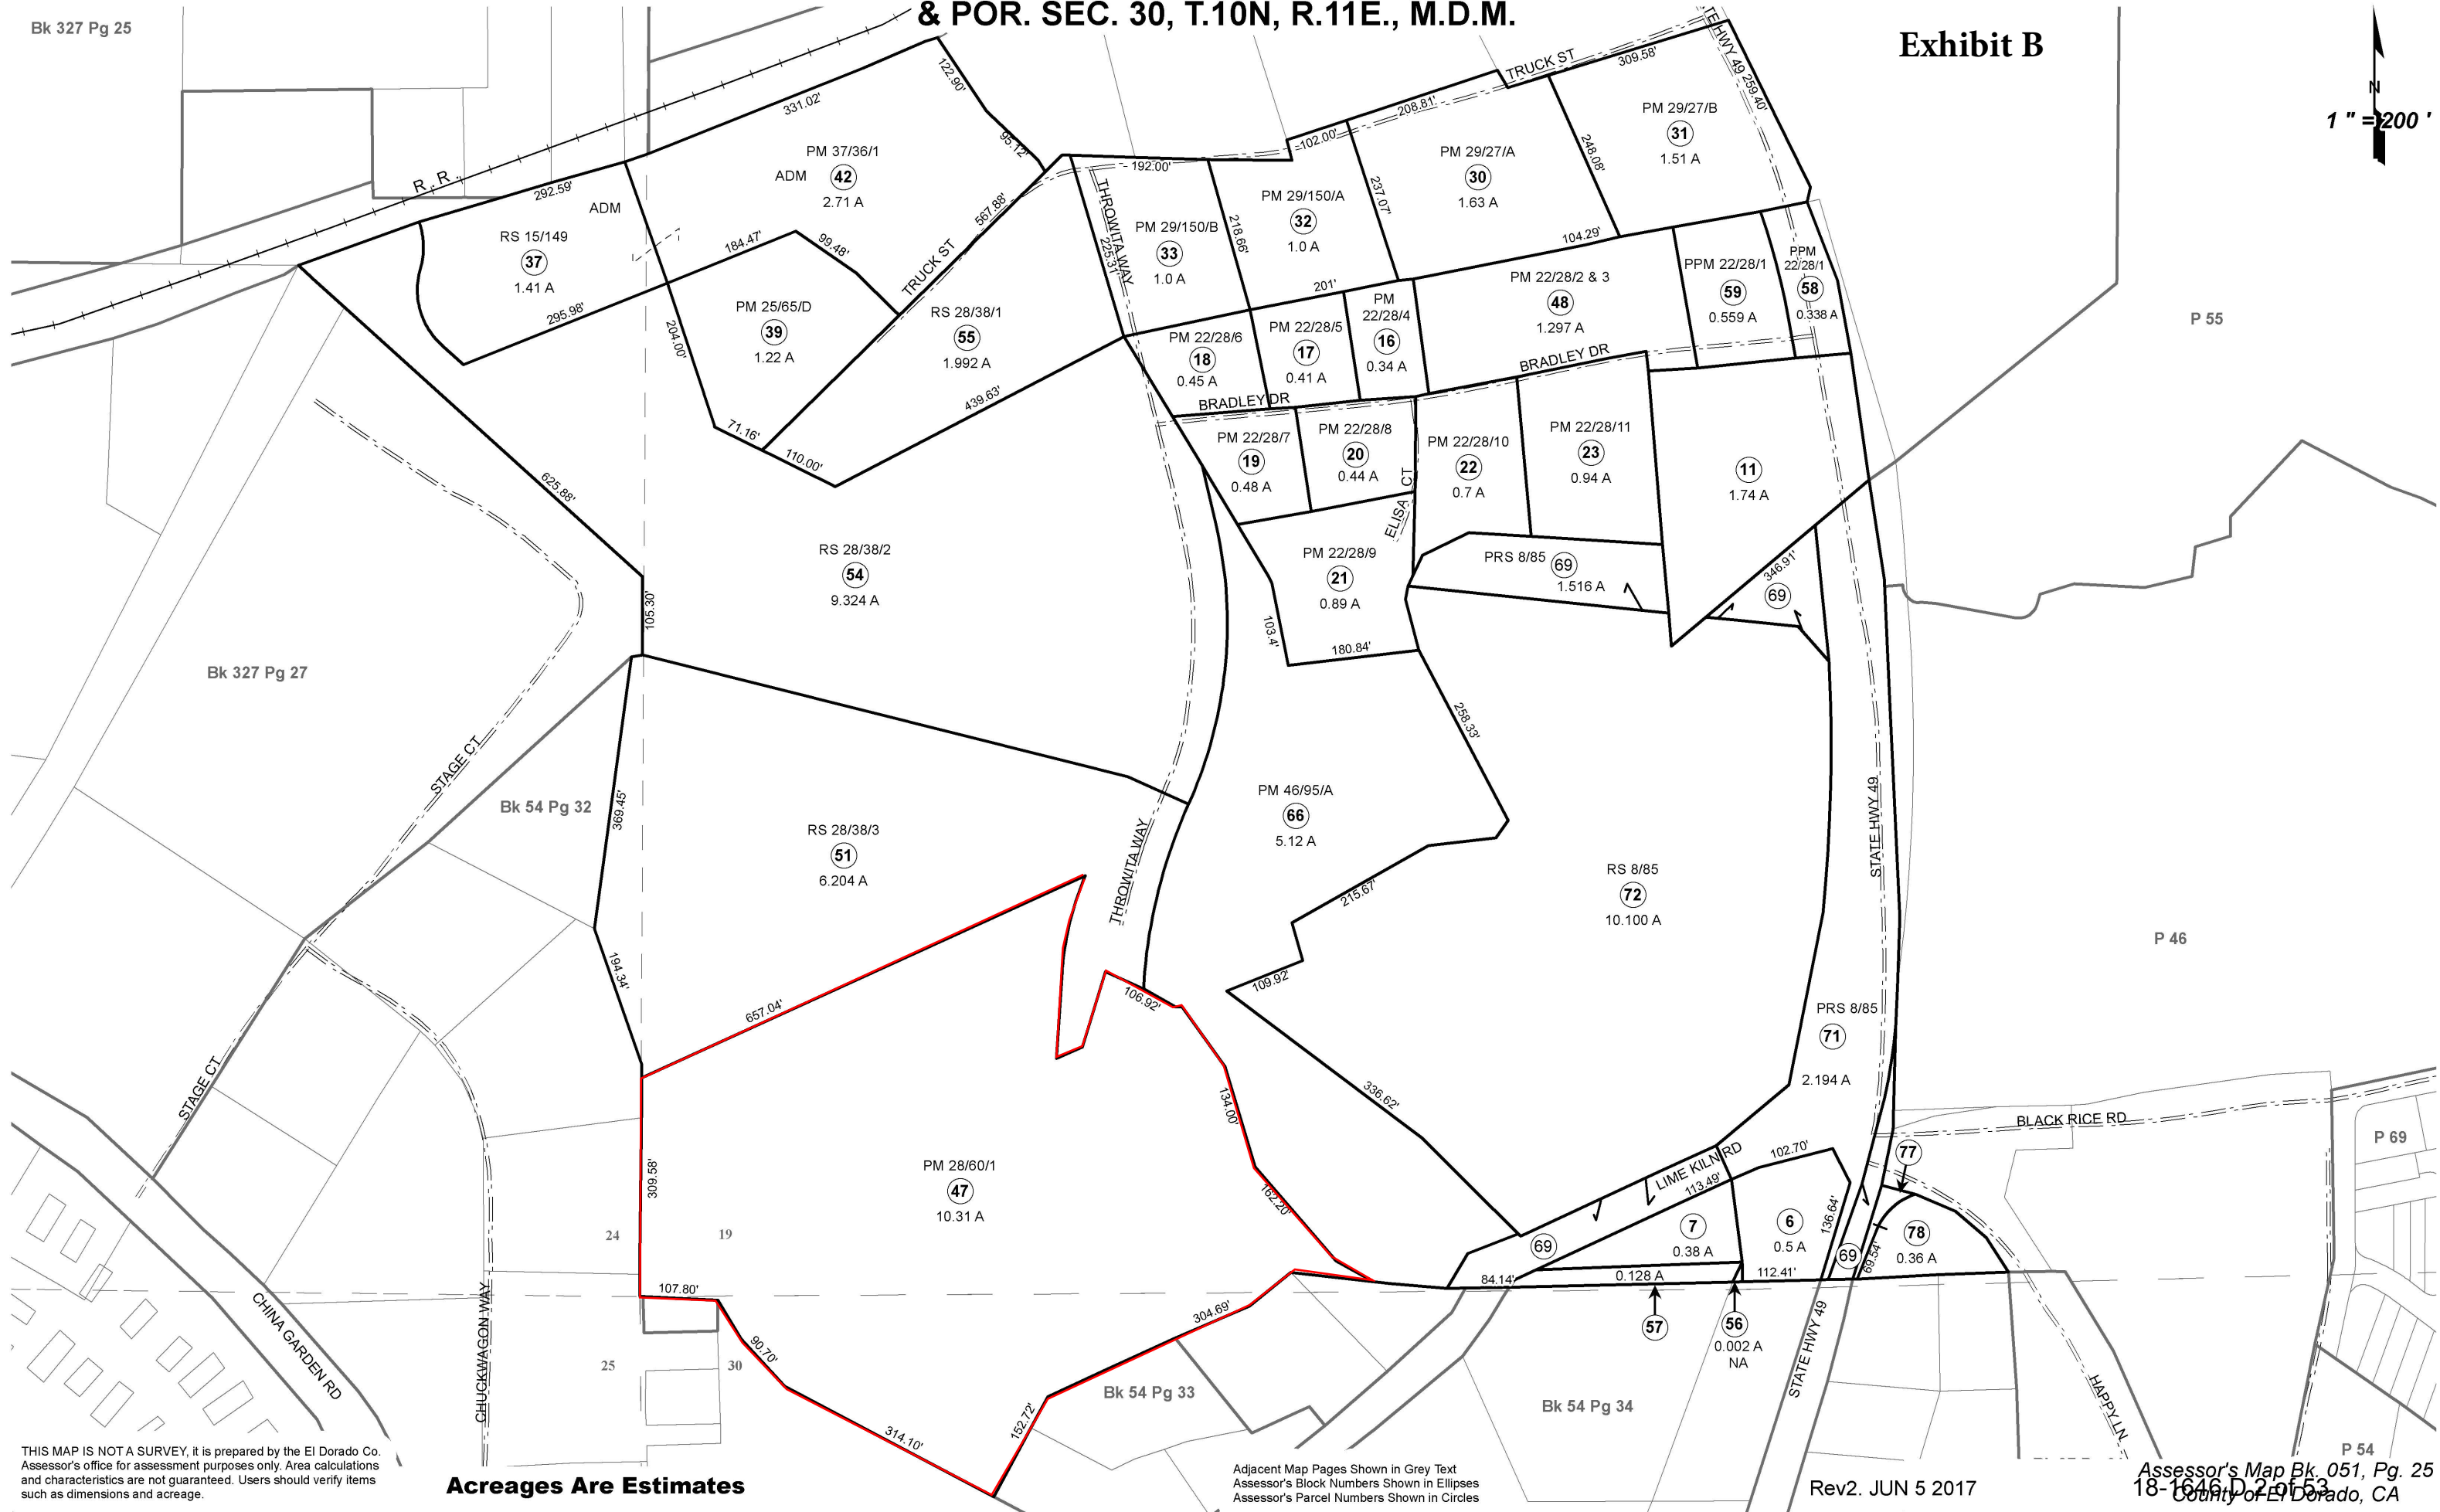 & POR. SEC. 30, T.10N, R.11E., M.D.M.
Exhibit B
Bk 327 Pg 25
N
1 " = 200 '
TRUCK ST
309.58'
STATE HWY 49
259.40'
122.90'
331.02'
95.12'
208.81'
102.00'
192.00'
PM 37/36/1
ADM
42
2.71 A
PM 29/27/B
31
1.51 A
248.08'
PM 29/27/A
30
1.63 A
R. R.
292.59'
ADM
RS 15/149
37
1.41 A
295.98'
184.47'
99.48'
567.88'
TRUCK ST
THROWITA WAY
225.31'
PM 29/150/B
33
1.0 A
218.66'
PM 29/150/A
32
1.0 A
237.07'
104.29'
201'
PM 25/65/D
39
1.22 A
204.00'
RS 28/38/1
55
1.992 A
439.63'
71.16'
110.00'
PM 22/28/6
18
0.45 A
PM 22/28/5
17
0.41 A
PM
22/28/4
16
0.34 A
PM 22/28/2 & 3
48
1.297 A
PPM 22/28/1
59
0.559 A
PPM
22/28/1
58
0.338 A
P 55
BRADLEY DR
BRADLEY DR
PM 22/28/7
19
0.48 A
PM 22/28/8
20
0.44 A
ELISA CT
PM 22/28/10
22
0.7 A
PM 22/28/11
23
0.94 A
11
1.74 A
625.88'
105.30'
RS 28/38/2
54
9.324 A
PM 22/28/9
21
0.89 A
103.4'
180.84'
PRS 8/85
69
1.516 A
346.91'
69
Bk 327 Pg 27
STAGE CT
Bk 54 Pg 32
369.45'
194.34'
RS 28/38/3
51
6.204 A
THROWITA WAY
258.33'
PM 46/95/A
66
5.12 A
215.67'
109.92'
RS 8/85
72
10.100 A
STATE HWY 49
P 46
657.04'
106.92'
PRS 8/85
71
2.194 A
STAGE CT
134.00'
336.62'
BLACK RICE RD
P 69
309.58'
PM 28/60/1
47
10.31 A
162.20'
LIME KILN RD
113.49'
102.70'
77
136.64'
24
19
69
7
0.38 A
6
0.5 A
69
69.54'
78
0.36 A
84.14'
0.128 A
112.41'
107.80'
CHUCKWAGON WAY
CHINA GARDEN RD
25
30
90.70'
304.69'
57
56
0.002 A
NA
STATE HWY 49
HAPPY LN
Bk 54 Pg 33
Bk 54 Pg 34
152.72'
314.10'
P 54
THIS MAP IS NOT A SURVEY, it is prepared by the El Dorado Co.
Assessor's office for assessment purposes only. Area calculations
and characteristics are not guaranteed. Users should verify items
such as dimensions and acreage.
Acreages Are Estimates
Adjacent Map Pages Shown in Grey Text
Assessor's Block Numbers Shown in Ellipses
Assessor's Parcel Numbers Shown in Circles
Rev2. JUN 5 2017
Assessor's Map Bk. 051, Pg. 25
County of El Dorado, CA
18-1646 D 2 of 53